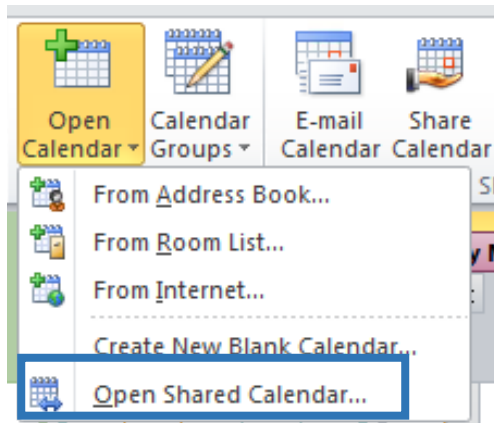 Open Calendar
Calendar Groups
E-mail Calendar
Share Calendar
From Address Book...
From Room List...
From Internet...
Create New Blank Calendar...
Open Shared Calendar...